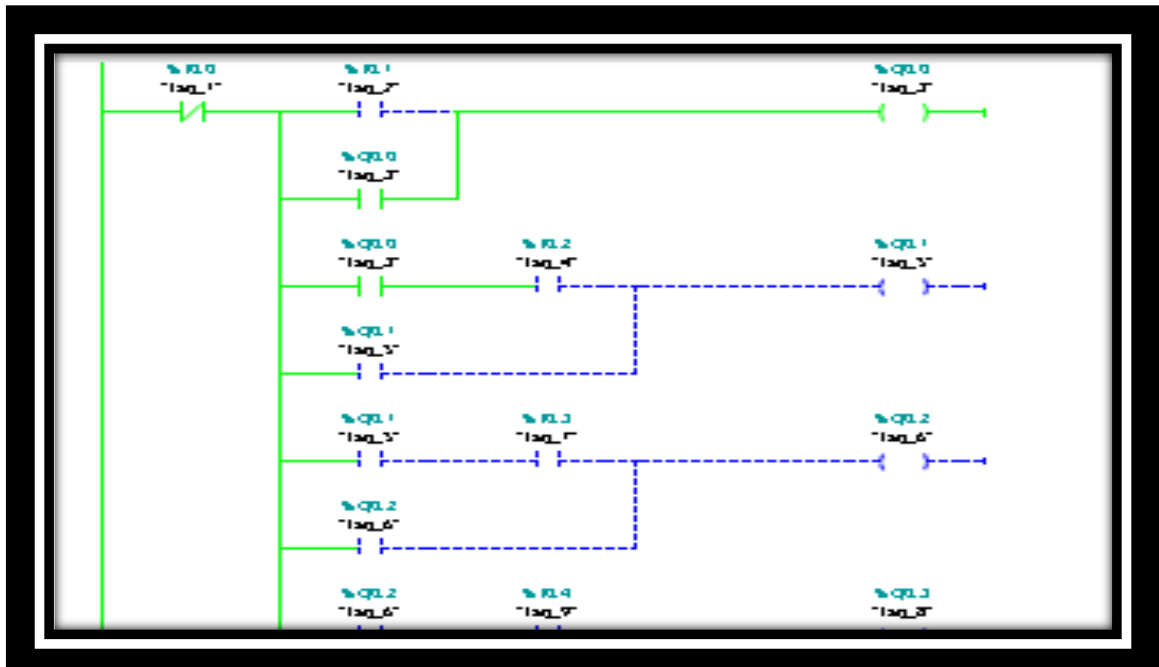 %I0.0 %I0.1 %Q0.0
"Tag_1" "Tag_2" "Tag_3"
%Q0.0
"Tag_3"
%Q0.0 %I0.2 %Q0.1
"Tag_3" "Tag_4" "Tag_5"
%Q0.1
"Tag_5"
%Q0.1 %I0.3 %Q0.2
"Tag_5" "Tag_7" "Tag_6"
%Q0.2
"Tag_6"
%Q0.2 %I0.4 %Q0.3
"Tag_6" "Tag_9" "Tag_8"